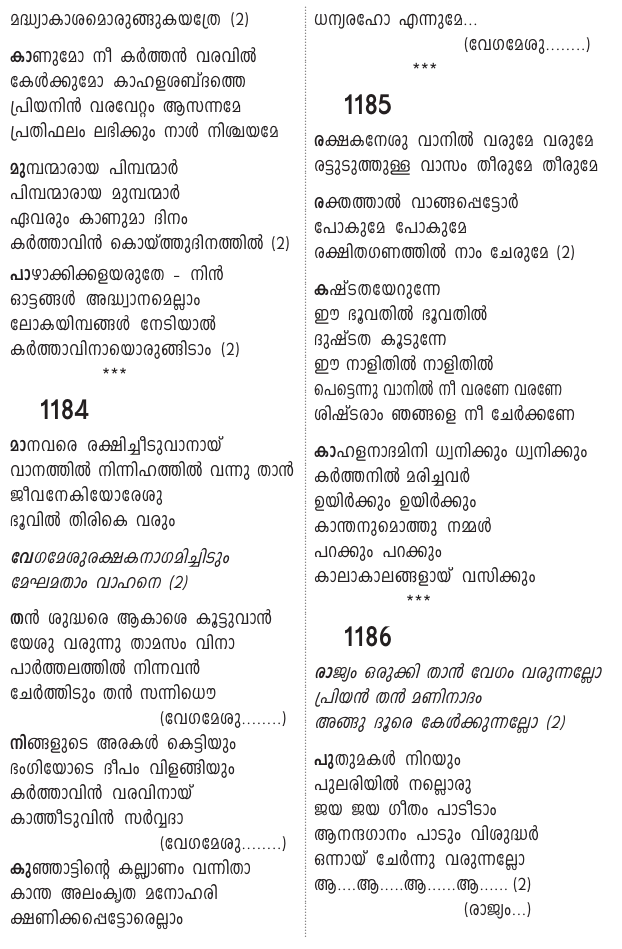 മദ്ധ്യാകാശമൊരുങ്ങുകയത്രേ (2)
കാണുമോ നീ കർത്തൻ വരവിൽ
കേൾക്കുമോ കാഹളശബ്ദത്തെ
പ്രിയനിൻ വരവേറ്റം ആസന്നമേ
പ്രതിഫലം ലഭിക്കും നാൾ നിശ്ചയമേ
മുമ്പന്മാരായ പിമ്പന്മാർ
പിമ്പന്മാരായ മുമ്പന്മാർ
ഏവരും കാണുമാ ദിനം
കർത്താവിൻ കൊയ്ത്തുദിനത്തിൽ (2)
പാഴാക്കിക്കളയരുതേ - നിൻ
ഓട്ടങ്ങൾ അദ്ധ്വാനമെല്ലാം
ലോകയിമ്പങ്ങൾ നേടിയാൽ
കർത്താവിനായൊരുങ്ങിടാം (2)
***
1184
മാനവരെ രക്ഷിച്ചീടുവാനായ്
വാനത്തിൽ നിന്നിഹത്തിൽ വന്നു താൻ
ജീവനേകിയോരേശു
ഭൂവിൽ തിരികെ വരും
വേഗമേശുരക്ഷകനാഗമിച്ചിടും
മേഘമതാം വാഹനെ (2)
തൻ ശുദ്ധരെ ആകാശെ കൂട്ടുവാൻ
യേശു വരുന്നു താമസം വിനാ
പാർത്തലത്തിൽ നിന്നവൻ
ചേർത്തിടും തൻ സന്നിധൌ
(വേഗമേശു........)
നിങ്ങളുടെ അരകൾ കെട്ടിയും
ഭംഗിയോടെ ദീപം വിളങ്ങിയും
കർത്താവിൻ വരവിനായ്
കാത്തീടുവിൻ സർവ്വദാ
(വേഗമേശു........)
കുഞ്ഞാട്ടിന്റെ കല്ല്യാണം വന്നിതാ
കാന്ത അലംകൃത മനോഹരി
ക്ഷണിക്കപ്പെട്ടോരെല്ലാം
ധന്യരഹോ എന്നുമേ...
(വേഗമേശു........)
***
1185
രക്ഷകനേശു വാനിൽ വരുമേ വരുമേ
രട്ടുടുത്തുള്ള വാസം തീരുമേ തീരുമേ
രക്തത്താൽ വാങ്ങപ്പെട്ടോർ
പോകുമേ പോകുമേ
രക്ഷിതഗണത്തിൽ നാം ചേരുമേ (2)
കഷ്ടതയേറുന്നേ
ഈ ഭൂവതിൽ ഭൂവതിൽ
ദുഷ്ടത കൂടുന്നേ
ഈ നാളിതിൽ നാളിതിൽ
പെട്ടെന്നു വാനിൽ നീ വരണേ വരണേ
ശിഷ്ടരാം ഞങ്ങളെ നീ ചേർക്കണേ
കാഹളനാദമിനി ധ്വനിക്കും ധ്വനിക്കും
കർത്തനിൽ മരിച്ചവർ
ഉയിർക്കും ഉയിർക്കും
കാന്തനുമൊത്തു നമ്മൾ
പറക്കും പറക്കും
കാലാകാലങ്ങളായ് വസിക്കും
***
1186
രാജ്യം ഒരുക്കി താൻ വേഗം വരുന്നല്ലോ
പ്രിയൻ തൻ മണിനാദം
അങ്ങു ദൂരെ കേൾക്കുന്നല്ലോ (2)
പുതുമകൾ നിറയും
പുലരിയിൽ നല്ലൊരു
ജയ ജയ ഗീതം പാടീടാം
ആനന്ദഗാനം പാടും വിശുദ്ധർ
ഒന്നായ് ചേർന്നു വരുന്നല്ലോ
ആ....ആ.....ആ......ആ...... (2)
(രാജ്യം...)